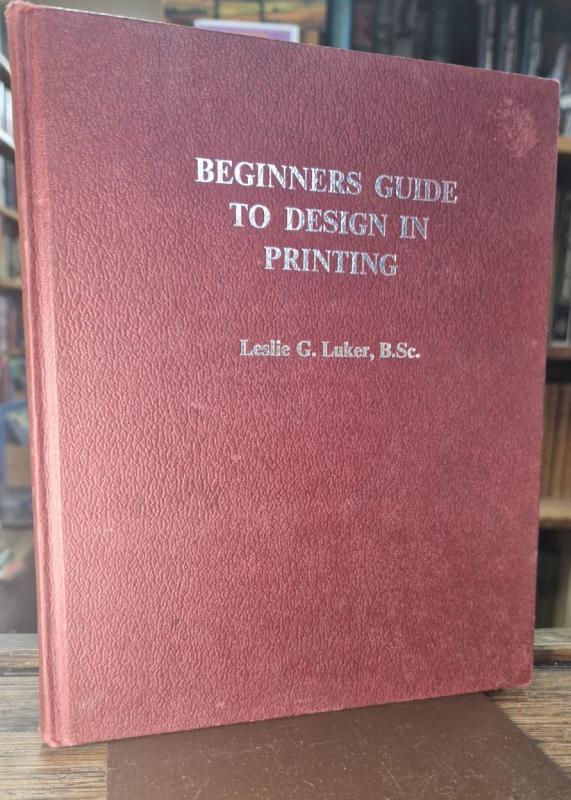 BEGINNERS GUIDE
TO DESIGN IN
PRINTING
Leslie G. Luker, B.Sc.